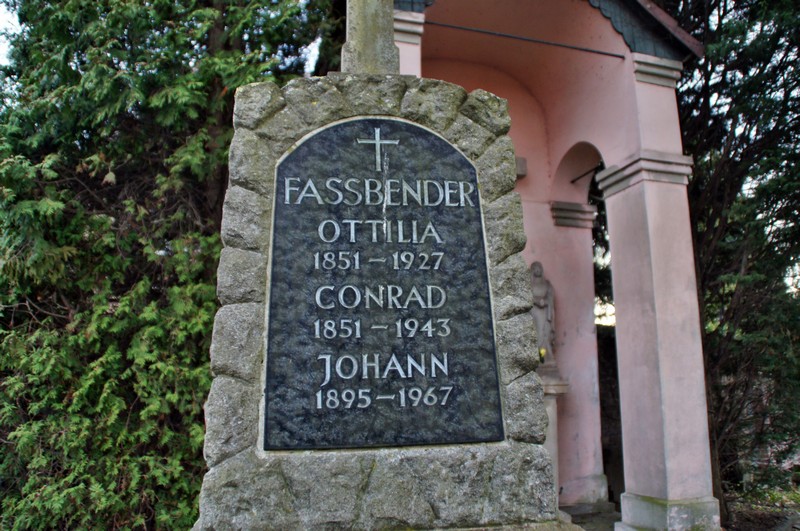 FASSBENDER
OTTILIA
1851 – 1927
CONRAD
1851 – 1943
JOHANN
1895 – 1967